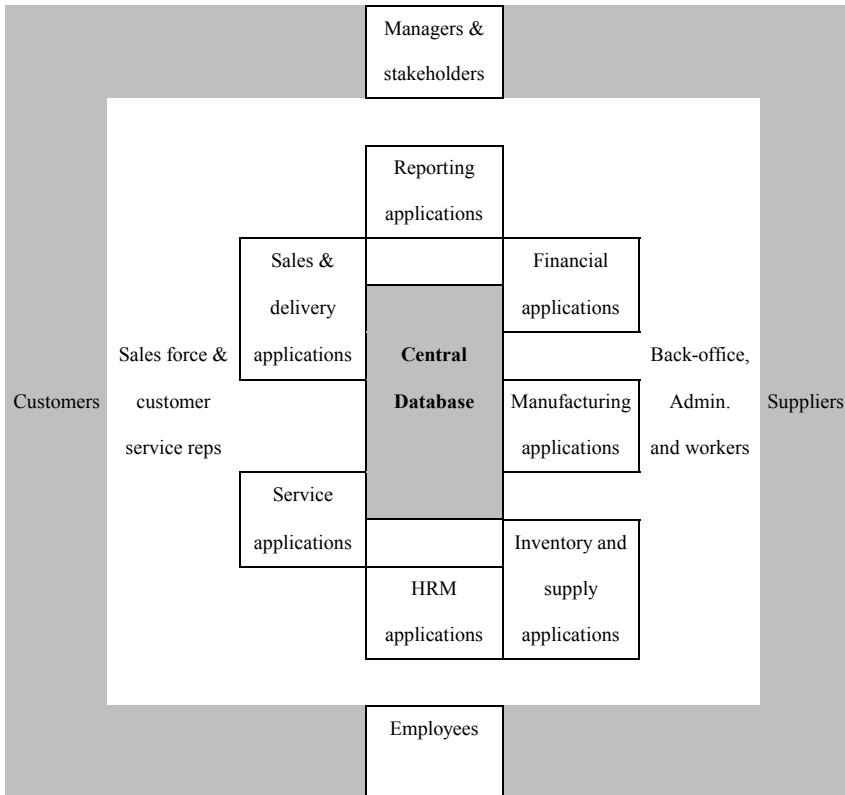 Managers &
stakeholders
Reporting
applications
Sales &
delivery
applications
Financial
applications
Sales force &
customer
service reps
Central
Database
Back-office,
Admin.
and workers
Customers
Manufacturing
applications
Suppliers
Service
applications
Inventory and
supply
applications
HRM
applications
Employees